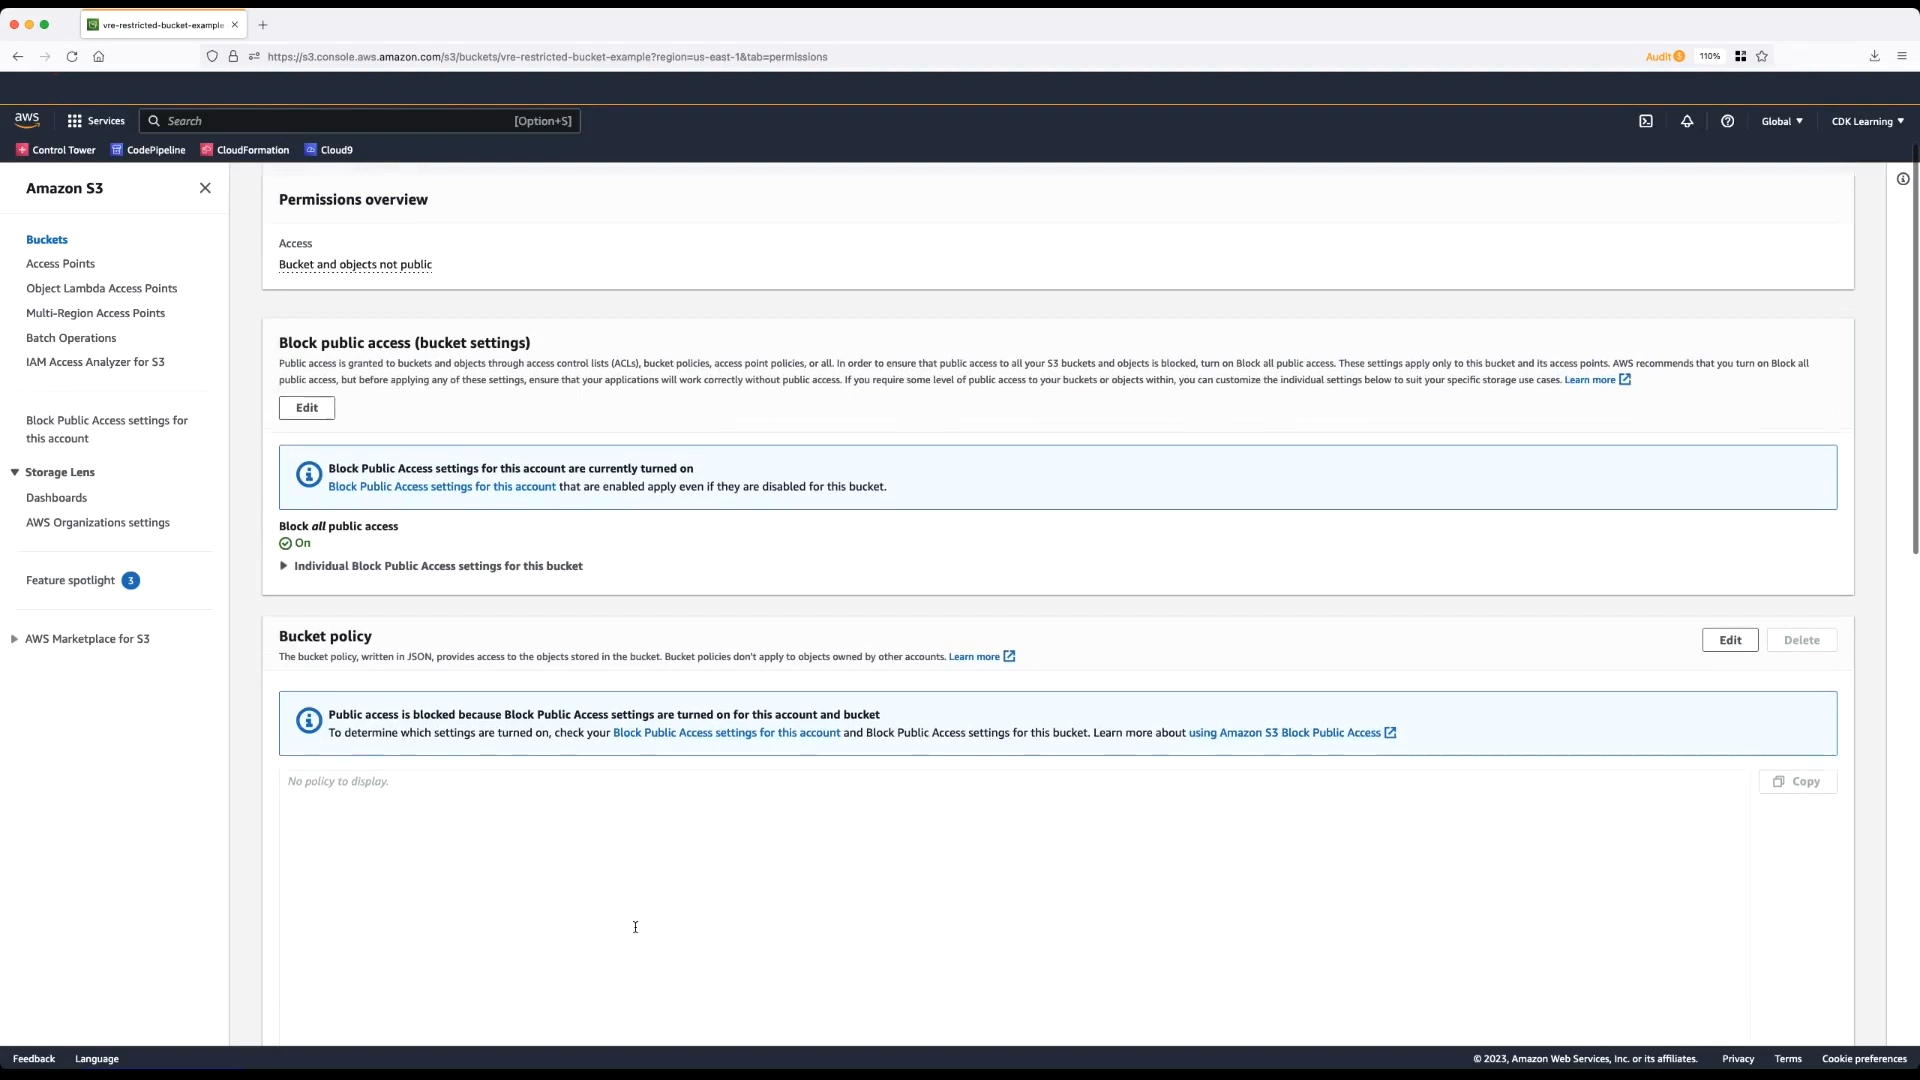 vre-restricted-bucket-example
https://s3.console.aws.amazon.com/s3/buckets/vre-restricted-bucket-example?region=us-east-1&tab=permissions
Audit
110%
aws
Services
Search
[Option+S]
Global
CDK Learning
Control Tower
CodePipeline
CloudFormation
Cloud9
Amazon S3
Buckets
Access Points
Object Lambda Access Points
Multi-Region Access Points
Batch Operations
IAM Access Analyzer for S3
Block Public Access settings for
this account
Storage Lens
Dashboards
AWS Organizations settings
Feature spotlight 3
AWS Marketplace for S3
Permissions overview
Access
Bucket and objects not public
Block public access (bucket settings)
Public access is granted to buckets and objects through access control lists (ACLs), bucket policies, access point policies, or all. In order to ensure that public access to all your S3 buckets and objects is blocked, turn on Block all public access. These settings apply only to this bucket and its access points. AWS recommends that you turn on Block all
public access, but before applying any of these settings, ensure that your applications will work correctly without public access. If you require some level of public access to your buckets or objects within, you can customize the individual settings below to suit your specific storage use cases. Learn more
Edit
Block Public Access settings for this account are currently turned on
Block Public Access settings for this account that are enabled apply even if they are disabled for this bucket.
Block all public access
On
Individual Block Public Access settings for this bucket
Bucket policy
Edit
Delete
The bucket policy, written in JSON, provides access to the objects stored in the bucket. Bucket policies don't apply to objects owned by other accounts. Learn more
Public access is blocked because Block Public Access settings are turned on for this account and bucket
To determine which settings are turned on, check your Block Public Access settings for this account and Block Public Access settings for this bucket. Learn more about using Amazon S3 Block Public Access
No policy to display.
Copy
Feedback
Language
© 2023, Amazon Web Services, Inc. or its affiliates.
Privacy
Terms
Cookie preferences